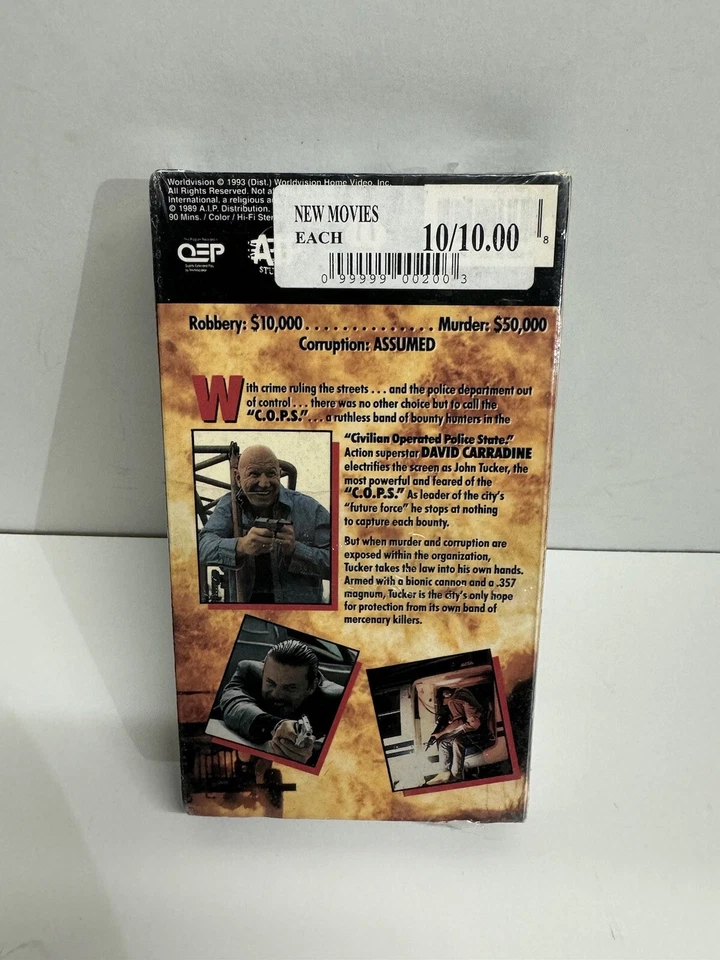 Worldvision © 1993 (Dist.) Worldvision Home Video, Inc.
All Rights Reserved. Not a
International. a religious a
© 1989 A.I.P. Distribution.
90 Mins. / Color / Hi-Fi Ster
NEW MOVIES
EACH 10/10.00
8
0 99999 00200 3
QEP
STU
Robbery: $10,000 . . . . . . . . . . . . . . Murder: $50,000
Corruption: ASSUMED
With crime ruling the streets . . . and the police department out
of control . . . there was no other choice but to call the
"C.O.P.S." . . . a ruthless band of bounty hunters in the
"Civilian Operated Police State."
Action superstar DAVID CARRADINE
electrifies the screen as John Tucker, the
most powerful and feared of the
"C.O.P.S." As leader of the city's
"future force" he stops at nothing
to capture each bounty.
But when murder and corruption are
exposed within the organization,
Tucker takes the law into his own hands.
Armed with a bionic cannon and a .357
magnum, Tucker is the city's only hope
for protection from its own band of
mercenary killers.